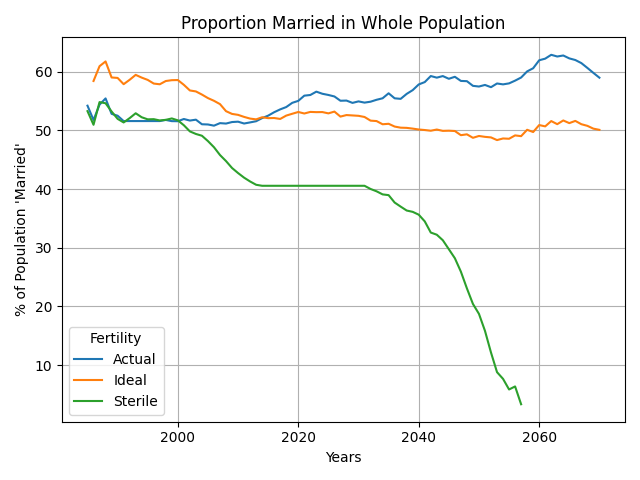 Proportion Married in Whole Population
% of Population 'Married'
60
50
40
30
20
10
Fertility
Actual
Ideal
Sterile
2000
2020
2040
2060
Years